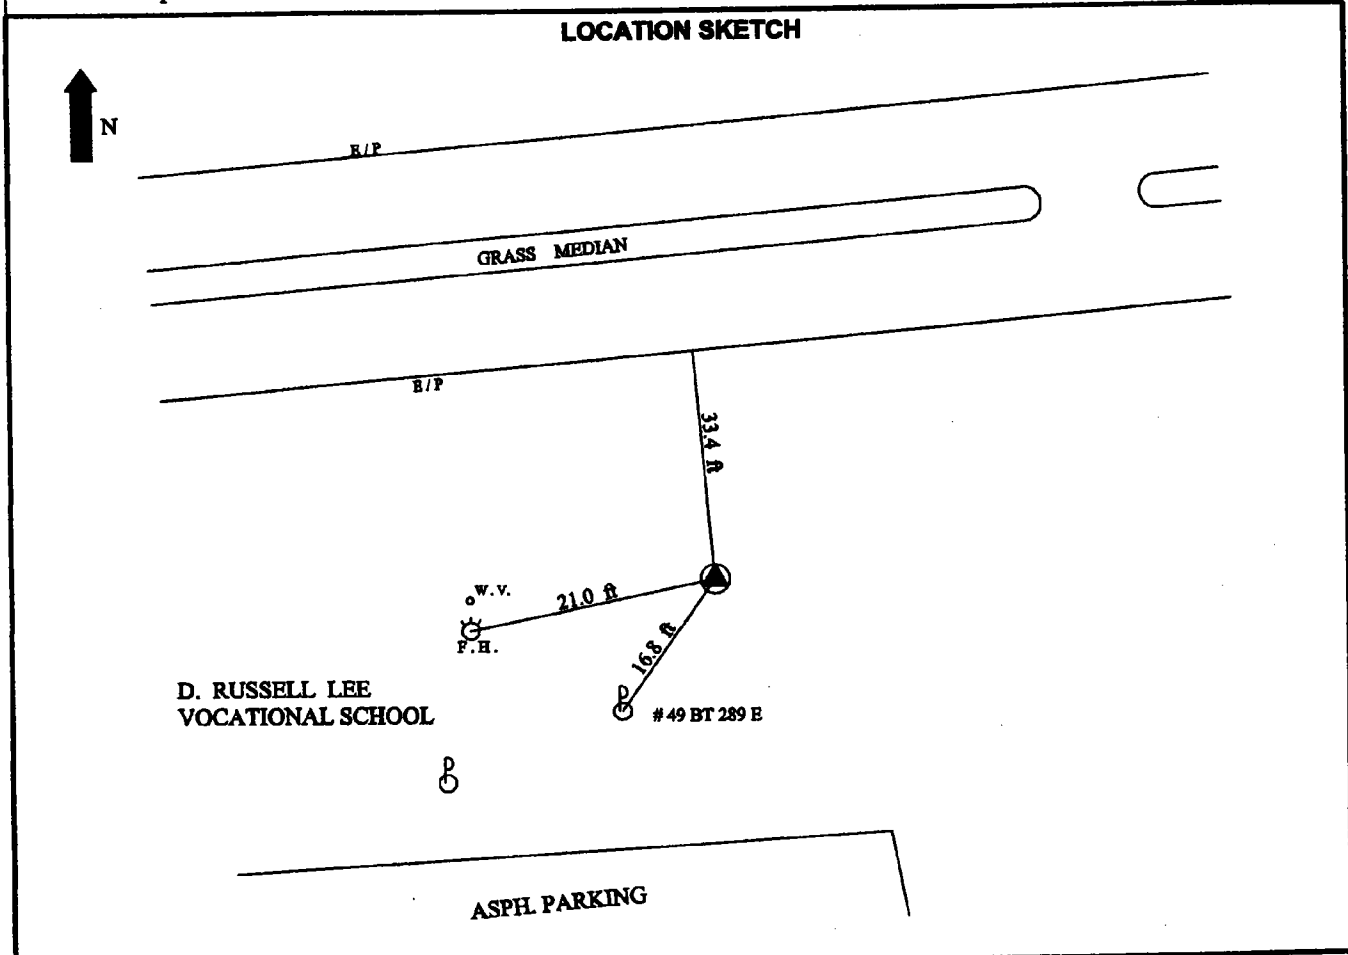 LOCATION SKETCH
N
E/P
GRASS MEDIAN
E/P
33.4 ft
W.V.
21.0 ft
F.H.
16.8 ft
D. RUSSELL LEE
VOCATIONAL SCHOOL
# 49 BT 289 E
ASPH. PARKING